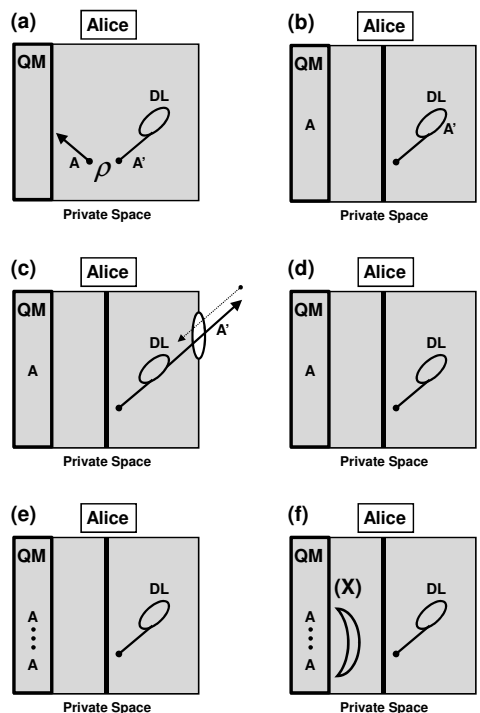 (a) Alice
QM
DL
A ρ A'
Private Space
(b) Alice
QM
DL
A A'
Private Space
(c) Alice
QM
A'
DL
A
Private Space
(d) Alice
QM
DL
A
Private Space
(e) Alice
QM
DL
A
A
Private Space
(f) Alice
QM
(X) DL
A
A
Private Space